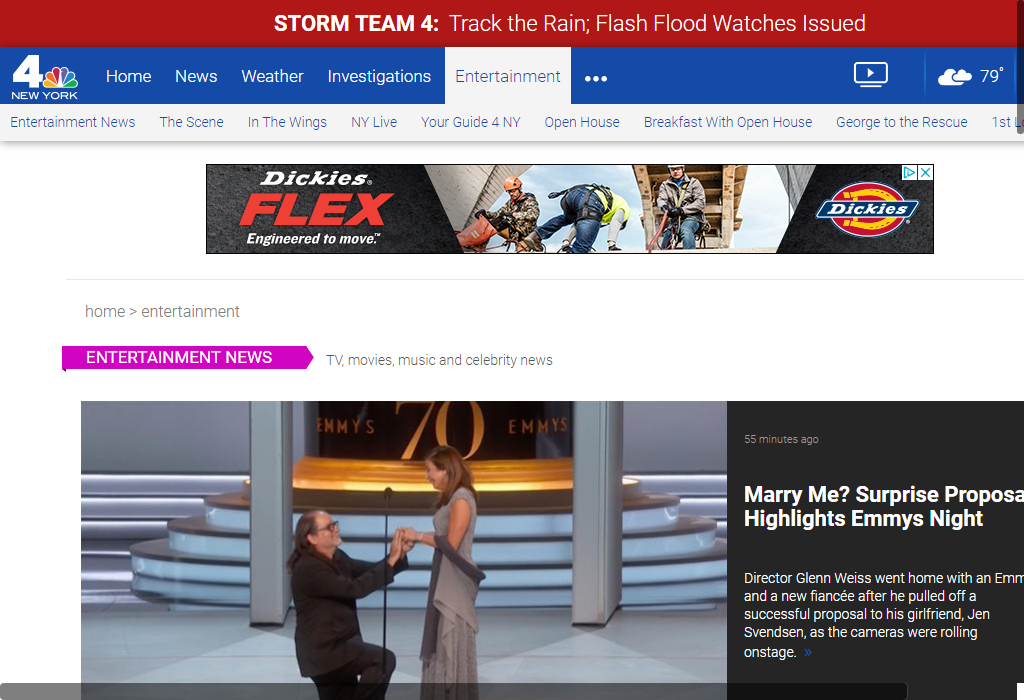 STORM TEAM 4: Track the Rain; Flash Flood Watches Issued
4
NEW YORK
Home News Weather Investigations Entertainment ••• 79°
Entertainment News The Scene In The Wings NY Live Your Guide 4 NY Open House Breakfast With Open House George to the Rescue 1st
Dickies®
FLEX
Engineered to move.™
Dickies
home > entertainment
ENTERTAINMENT NEWS
TV, movies, music and celebrity news
EMMYS 70 EMMYS
55 minutes ago
Marry Me? Surprise Proposa
Highlights Emmys Night
Director Glenn Weiss went home with an Emm
and a new fiancée after he pulled off a
successful proposal to his girlfriend, Jen
Svendsen, as the cameras were rolling
onstage. »